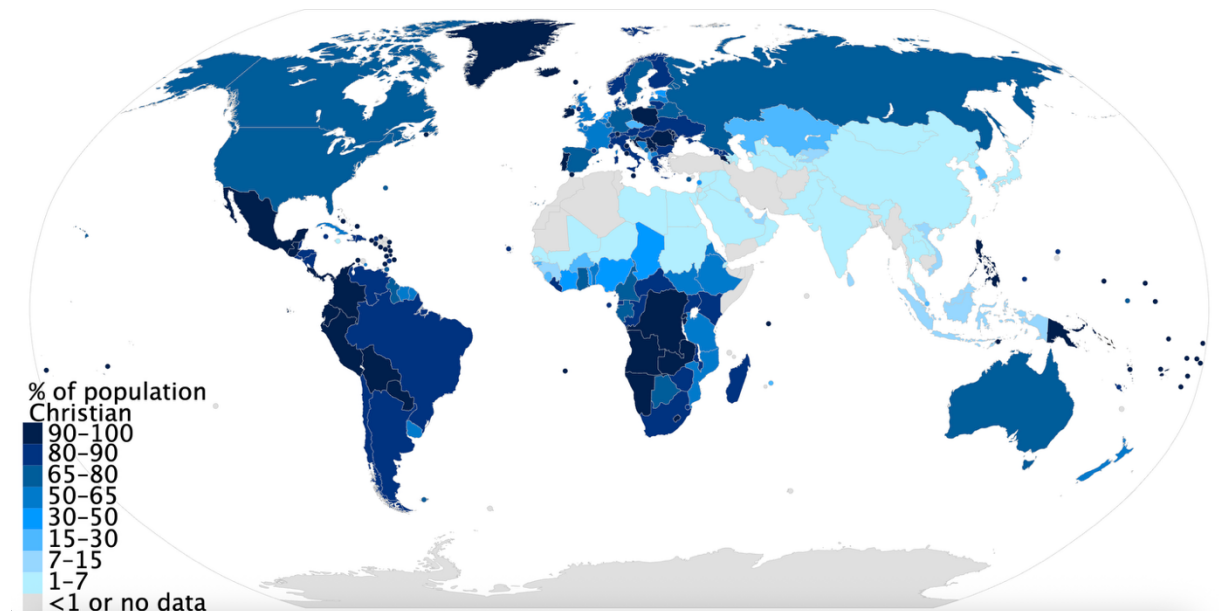 % of population
Christian
90–100
80–90
65–80
50–65
30–50
15–30
7–15
1–7
<1 or no data